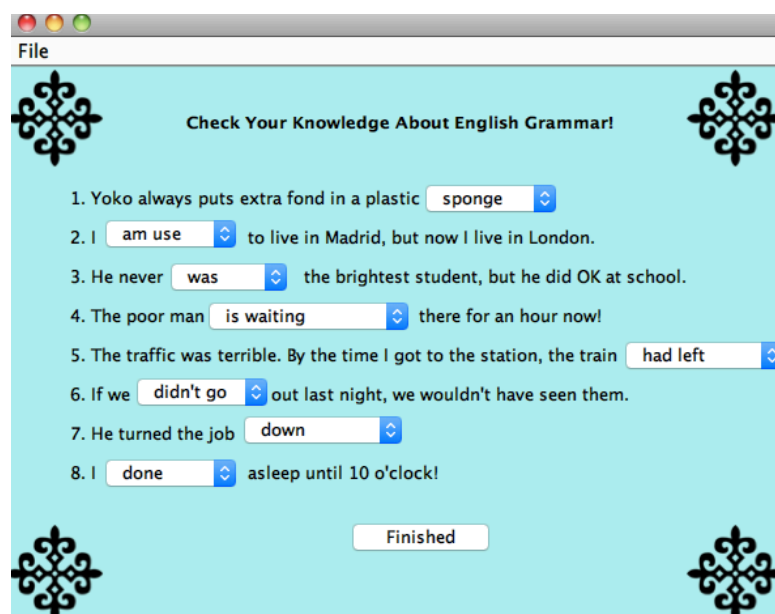 File
Check Your Knowledge About English Grammar!
1. Yoko always puts extra fond in a plastic sponge
2. I am use to live in Madrid, but now I live in London.
3. He never was the brightest student, but he did OK at school.
4. The poor man is waiting there for an hour now!
5. The traffic was terrible. By the time I got to the station, the train had left
6. If we didn't go out last night, we wouldn't have seen them.
7. He turned the job down
8. I done asleep until 10 o'clock!
Finished